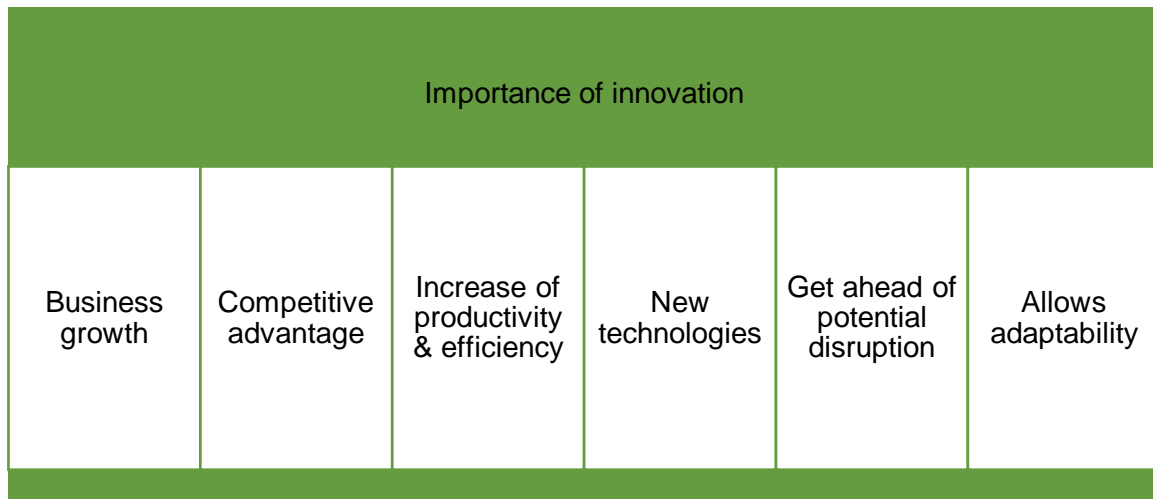 Importance of innovation
Business
growth
Competitive
advantage
Increase of
productivity
& efficiency
New
technologies
Get ahead of
potential
disruption
Allows
adaptability